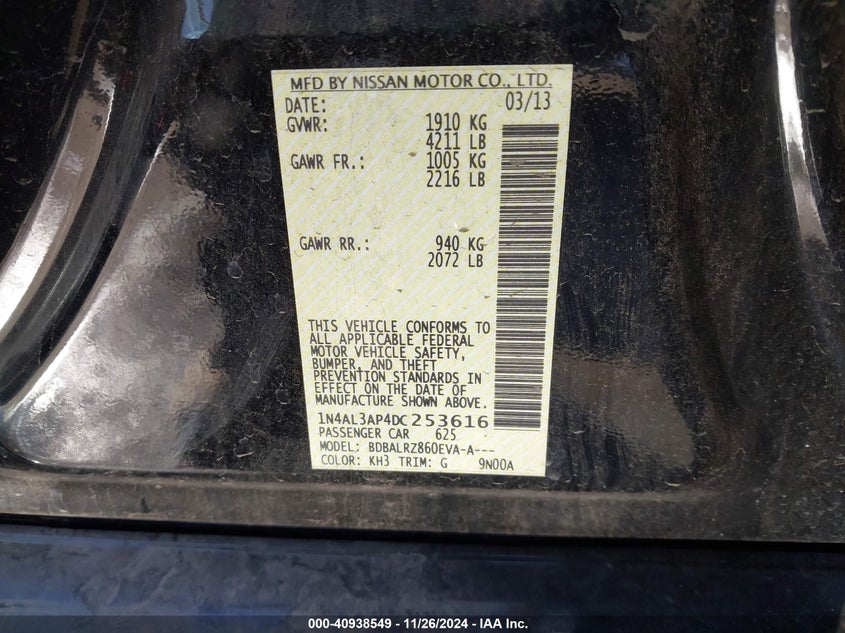 MFD BY NISSAN MOTOR CO., LTD.
DATE: 03/13
GVWR: 1910 KG
4211 LB
GAWR FR.: 1005 KG
2216 LB
GAWR RR.: 940 KG
2072 LB
THIS VEHICLE CONFORMS TO
ALL APPLICABLE FEDERAL
MOTOR VEHICLE SAFETY,
BUMPER, AND THEFT
PREVENTION STANDARDS IN
EFFECT ON THE DATE OF
MANUFACTURE SHOWN ABOVE.
1N4AL3AP4DC253616
PASSENGER CAR 625
MODEL: BDBALRZ860EVA-A---
COLOR: KH3 TRIM: G 9N00A
000-40938549 - 11/26/2024 - IAA Inc.